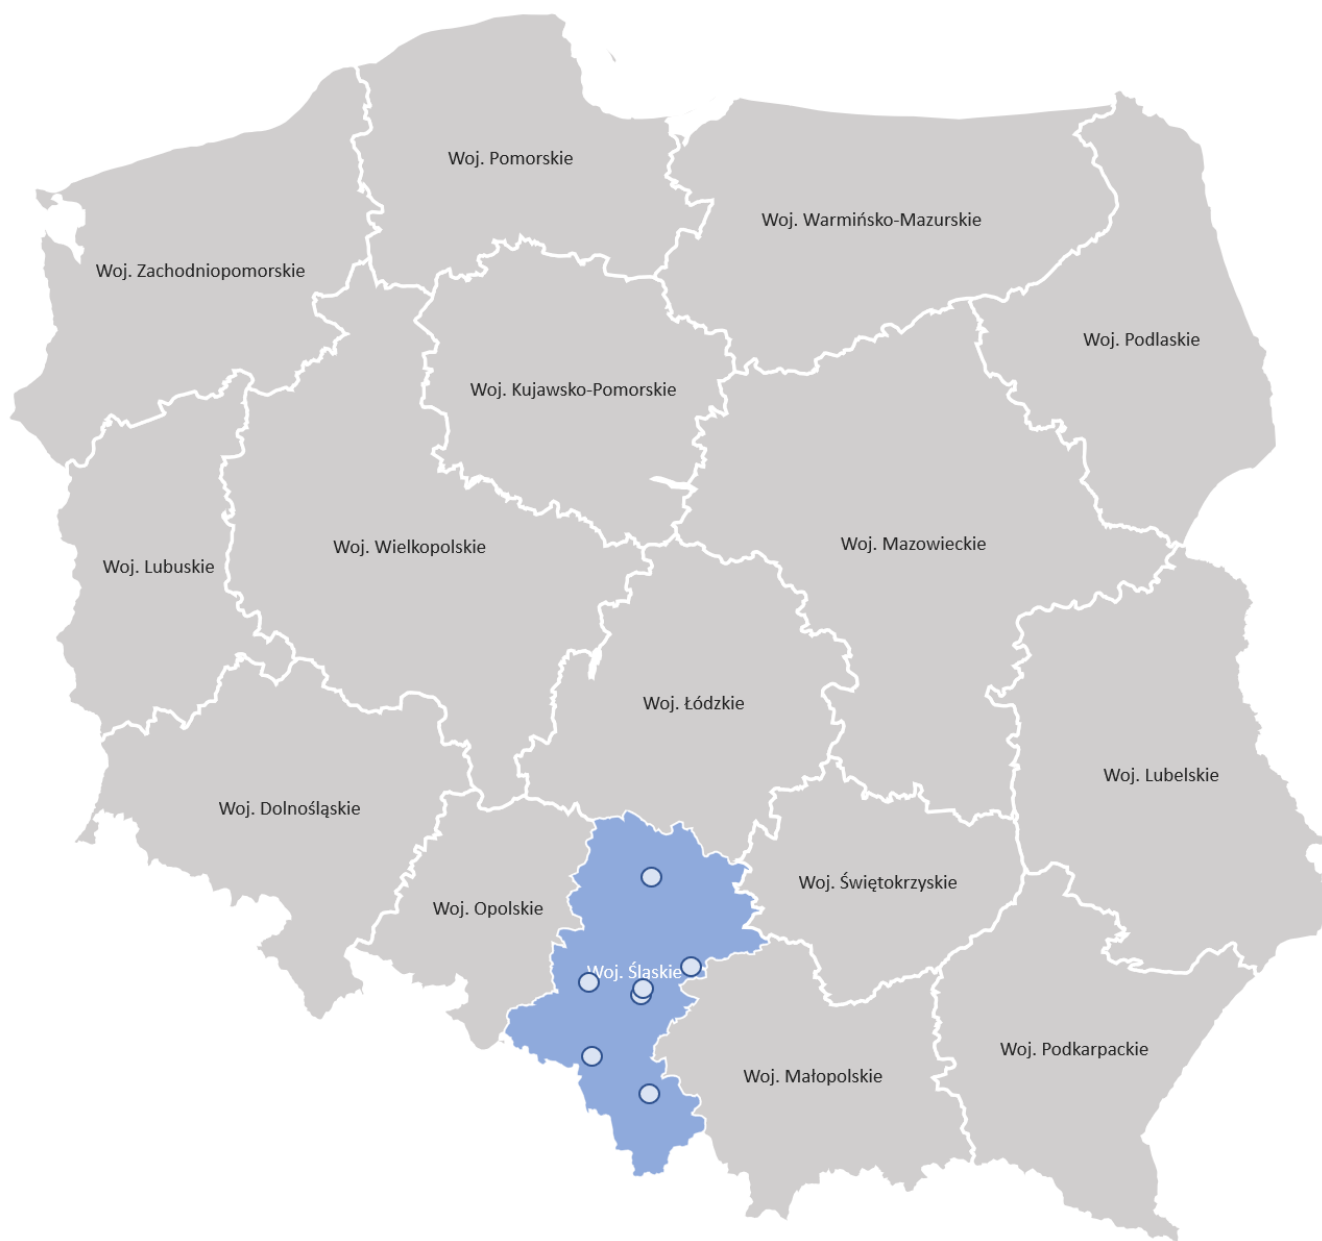 Woj. Pomorskie
Woj. Warmińsko-Mazurskie
Woj. Zachodniopomorskie
Woj. Podlaskie
Woj. Kujawsko-Pomorskie
Woj. Mazowieckie
Woj. Wielkopolskie
Woj. Lubuskie
Woj. Łódzkie
Woj. Lubelskie
Woj. Dolnośląskie
Woj. Świętokrzyskie
Woj. Opolskie
Woj. Śląskie
Woj. Podkarpackie
Woj. Małopolskie